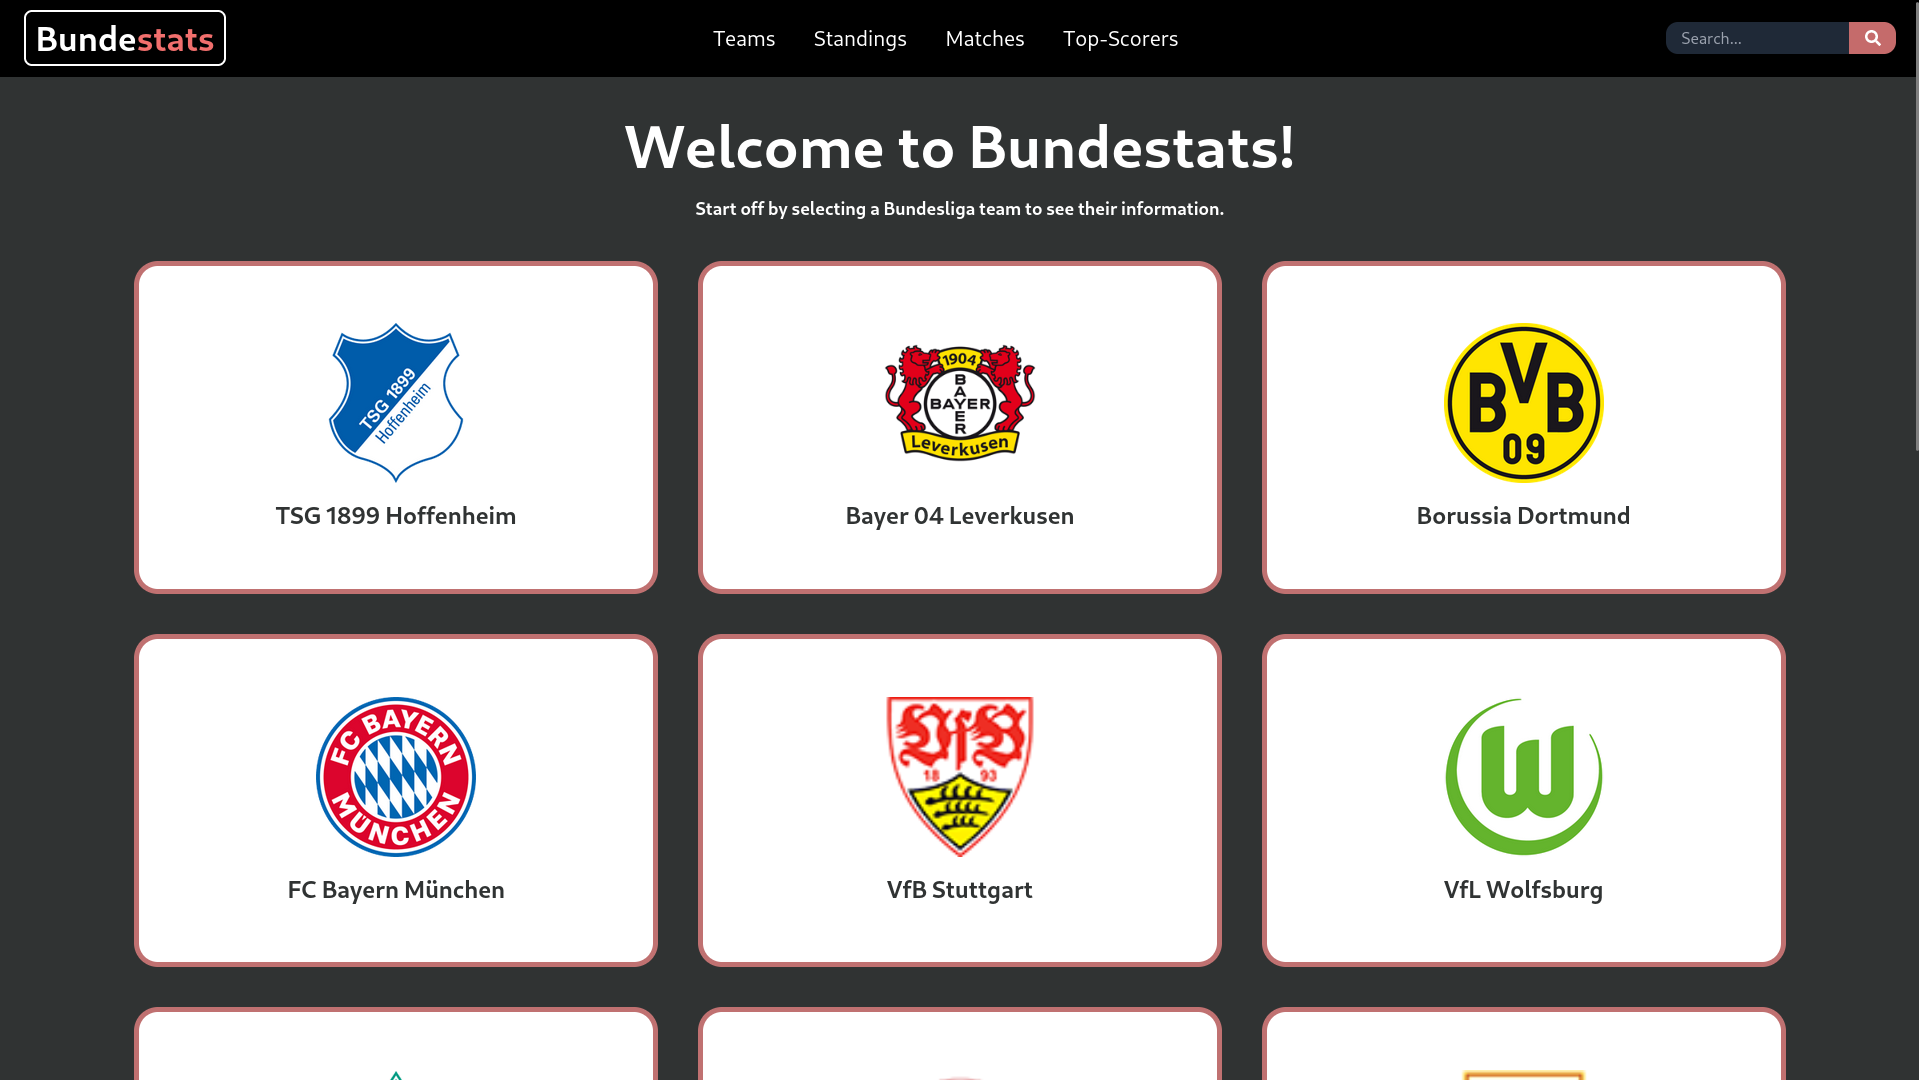 Bundestats
Teams
Standings
Matches
Top-Scorers
Search...
Welcome to Bundestats!
Start off by selecting a Bundesliga team to see their information.
TSG 1899
Hoffenheim
TSG 1899 Hoffenheim
1904
BAYER
BAYER
Leverkusen
Bayer 04 Leverkusen
BVB
09
Borussia Dortmund
FC BAYERN
MÜNCHEN
FC Bayern München
VfB
18 93
VfB Stuttgart
W
VfL Wolfsburg